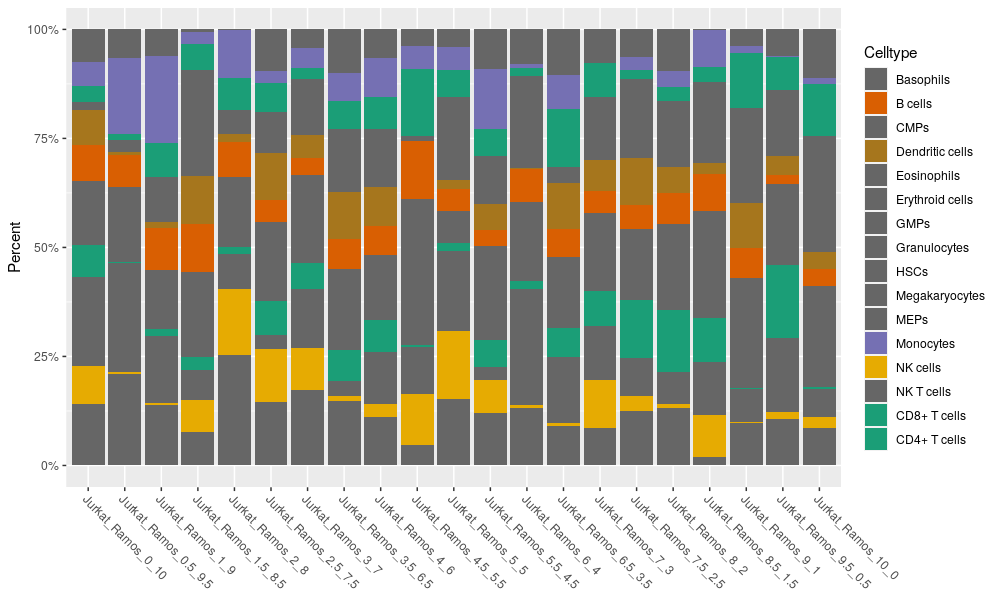 Celltype
Basophils
B cells
CMPs
Dendritic cells
Eosinophils
Erythroid cells
GMPs
Granulocytes
HSCs
Megakaryocytes
MEPs
Monocytes
NK cells
NK T cells
CD8+ T cells
CD4+ T cells
Percent
100%
75%
50%
25%
0%
Jurkat_Ramos_0_10
Jurkat_Ramos_0.5_9.5
Jurkat_Ramos_1_9
Jurkat_Ramos_1.5_8.5
Jurkat_Ramos_2_8
Jurkat_Ramos_2.5_7.5
Jurkat_Ramos_3_7
Jurkat_Ramos_3.5_6.5
Jurkat_Ramos_4_6
Jurkat_Ramos_4.5_5.5
Jurkat_Ramos_5_5
Jurkat_Ramos_5.5_4.5
Jurkat_Ramos_6_4
Jurkat_Ramos_6.5_3.5
Jurkat_Ramos_7_3
Jurkat_Ramos_7.5_2.5
Jurkat_Ramos_8_2
Jurkat_Ramos_8.5_1.5
Jurkat_Ramos_9_1
Jurkat_Ramos_9.5_0.5
Jurkat_Ramos_10_0